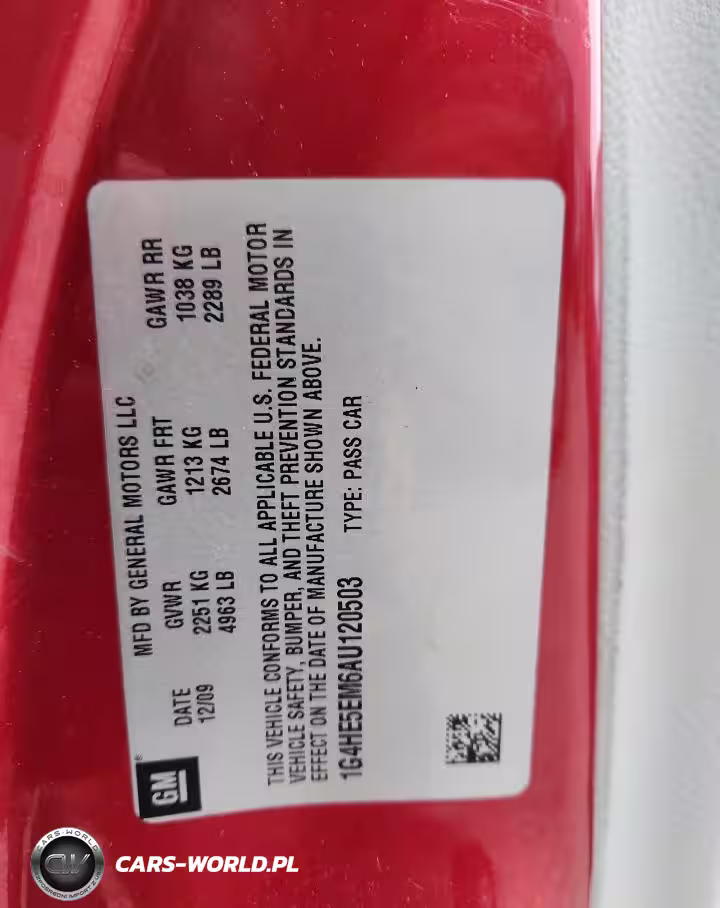 GM®
MFD BY GENERAL MOTORS LLC
DATE GVWR GAWR FRT GAWR RR
12/09 2251 KG 1213 KG 1038 KG
4963 LB 2674 LB 2289 LB
THIS VEHICLE CONFORMS TO ALL APPLICABLE U.S. FEDERAL MOTOR
VEHICLE SAFETY, BUMPER, AND THEFT PREVENTION STANDARDS IN
EFFECT ON THE DATE OF MANUFACTURE SHOWN ABOVE.
1G4HE5EM6AU120503 TYPE: PASS CAR
CARS-WORLD
CW
CARS-WORLD.PL